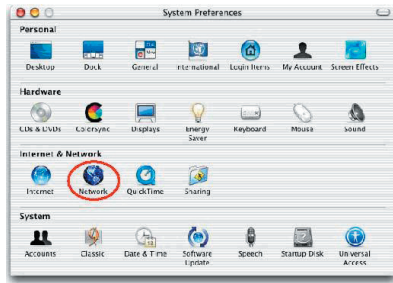 System Preferences
Personal
Desktop Dock General International Login Items My Account Screen Effects
Hardware
CDs & DVDs ColorSync Displays Energy Saver Keyboard Mouse Sound
Internet & Network
Internet Network QuickTime Sharing
System
Accounts Classic Date & Time Software Update Speech Startup Disk Universal Access